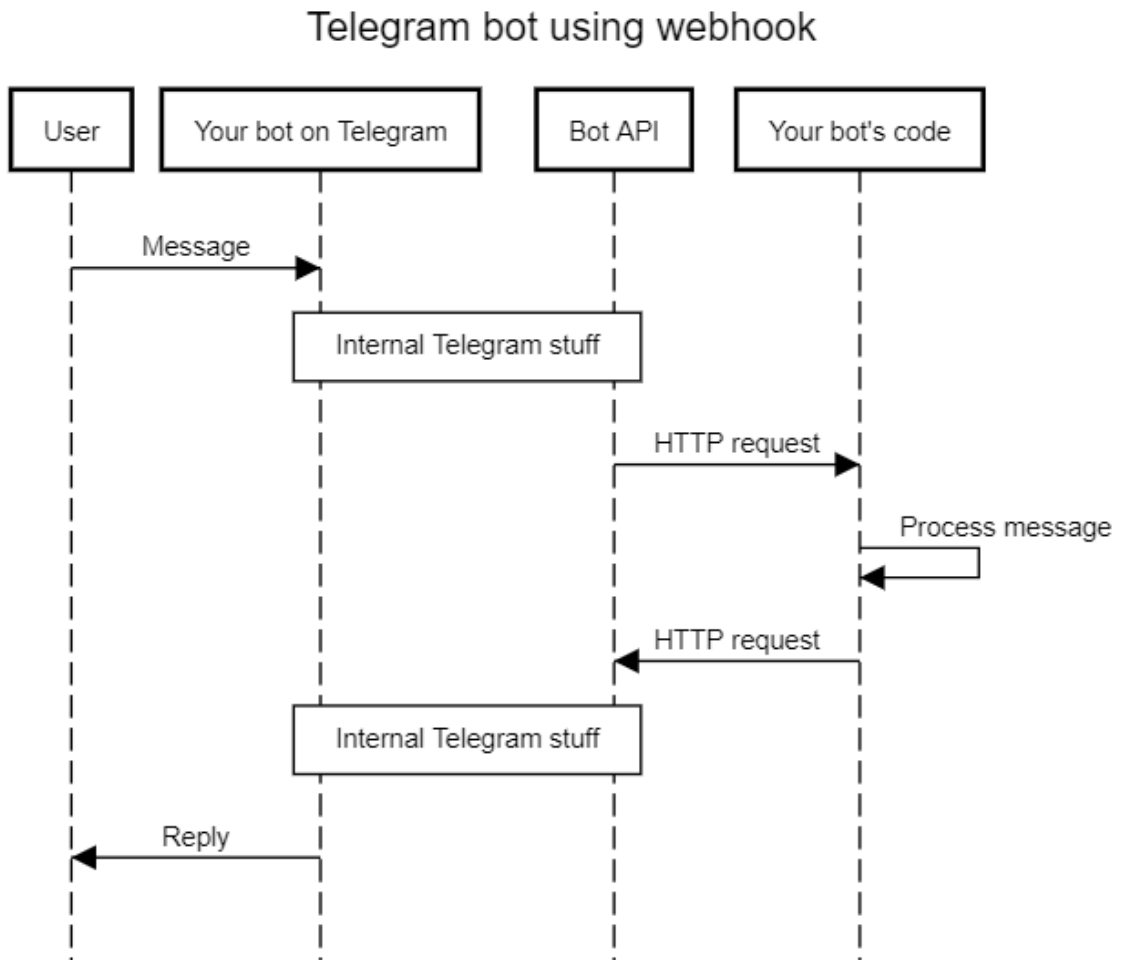 Telegram bot using webhook
User
Your bot on Telegram
Bot API
Your bot's code
Message
Internal Telegram stuff
HTTP request
Process message
HTTP request
Internal Telegram stuff
Reply